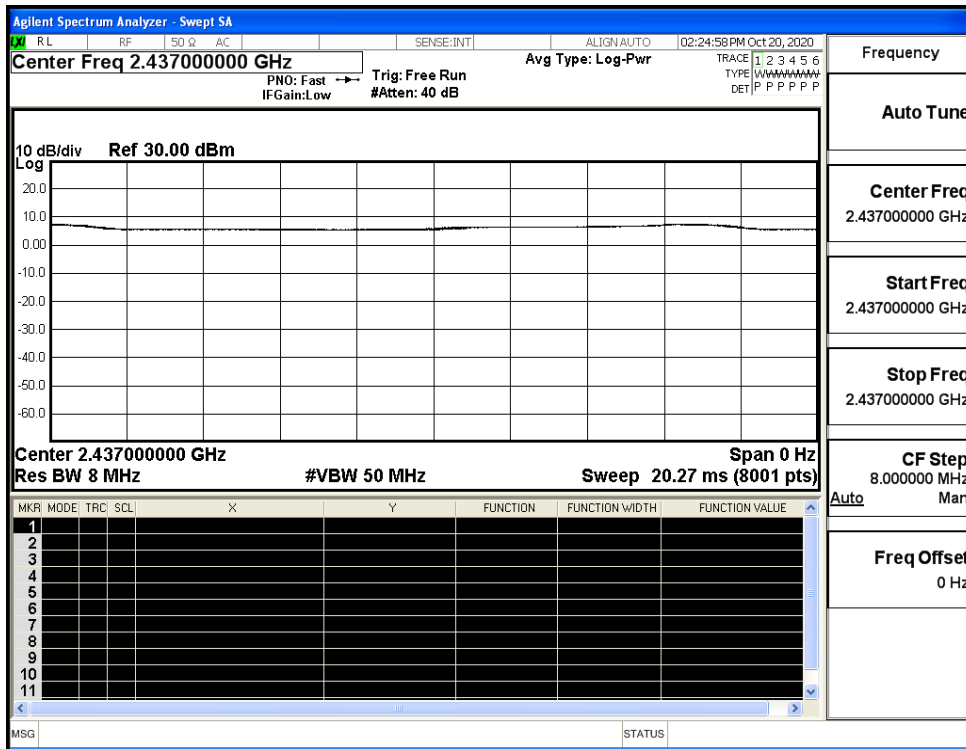 Agilent Spectrum Analyzer - Swept SA
LXI RL RF 50 Ω AC SENSE:INT ALIGNAUTO 02:24:58 PM Oct 20, 2020
Center Freq 2.437000000 GHz
PNO: Fast
IFGain:Low
Trig: Free Run
#Atten: 40 dB
Avg Type: Log-Pwr
TRACE 1 2 3 4 5 6
TYPE WWWWWW
DET P P P P P P
10 dB/div Ref 30.00 dBm
Log
20.0
10.0
0.00
-10.0
-20.0
-30.0
-40.0
-50.0
-60.0
Center 2.437000000 GHz Span 0 Hz
Res BW 8 MHz #VBW 50 MHz Sweep 20.27 ms (8001 pts)
MKR MODE TRC SCL X Y FUNCTION FUNCTION WIDTH FUNCTION VALUE
1
2
3
4
5
6
7
8
9
10
11
MSG STATUS
Frequency
Auto Tune
Center Freq
2.437000000 GHz
Start Freq
2.437000000 GHz
Stop Freq
2.437000000 GHz
CF Step
8.000000 MHz
Auto Man
Freq Offset
0 Hz